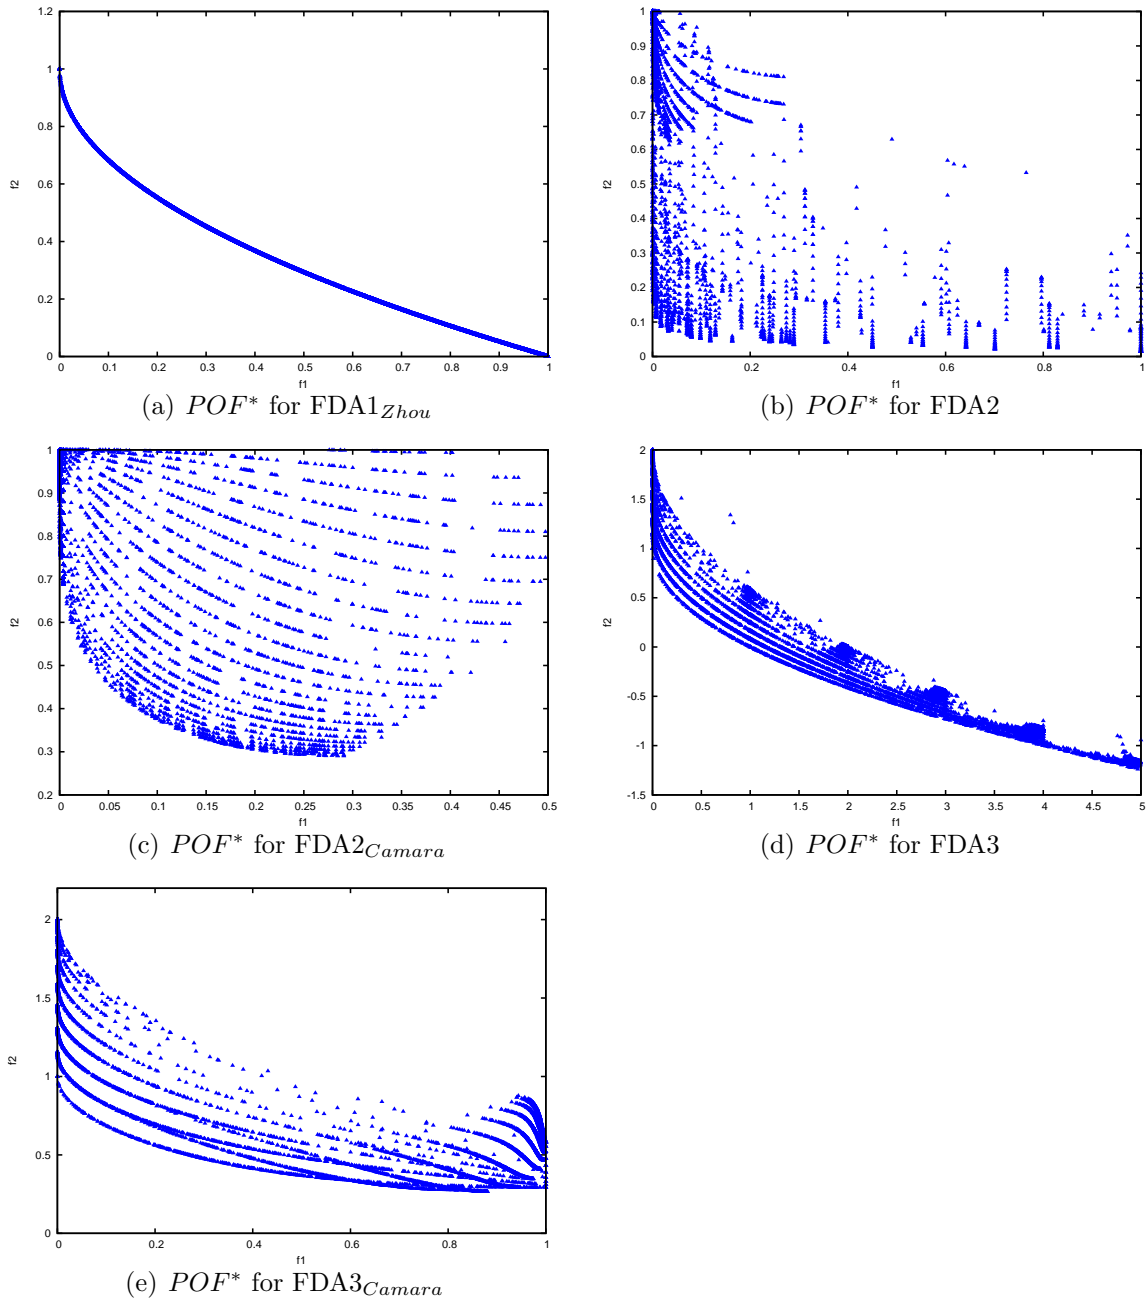 1.2
1
0.8
0.6
0.4
0.2
0
f2
0 0.1 0.2 0.3 0.4 0.5 0.6 0.7 0.8 0.9 1
f1
(a) POF* for FDA1Zhou
1
0.9
0.8
0.7
0.6
0.5
0.4
0.3
0.2
0.1
0
f2
0 0.2 0.4 0.6 0.8 1
f1
(b) POF* for FDA2
1
0.9
0.8
0.7
0.6
0.5
0.4
0.3
0.2
f2
0 0.05 0.1 0.15 0.2 0.25 0.3 0.35 0.4 0.45 0.5
f1
(c) POF* for FDA2Camara
2
1.5
1
0.5
0
-0.5
-1
-1.5
f2
0 0.5 1 1.5 2 2.5 3 3.5 4 4.5 5
f1
(d) POF* for FDA3
2
1.5
1
0.5
0
f2
0 0.2 0.4 0.6 0.8 1
f1
(e) POF* for FDA3Camara